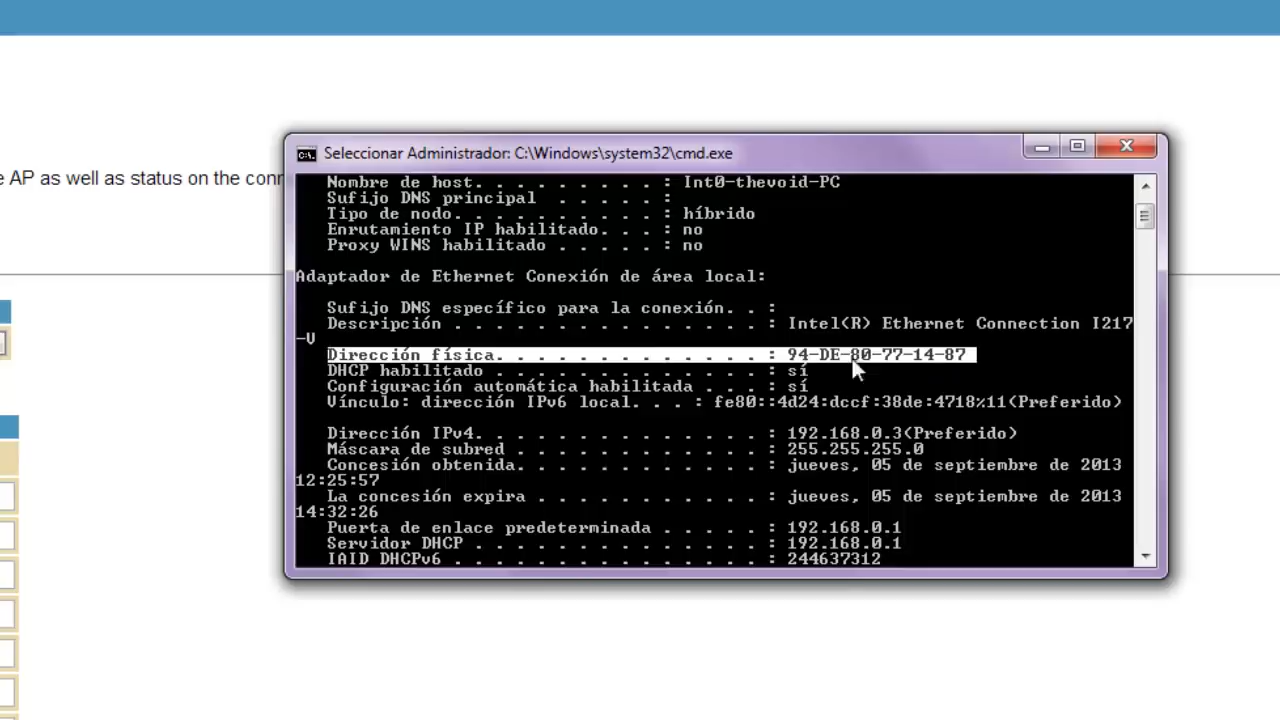 e AP as well as status on the conn
Seleccionar Administrador: C:\Windows\system32\cmd.exe
Nombre de host. . . . . . . . . : Int0-thevoid-PC
Sufijo DNS principal . . . . . :
Tipo de nodo. . . . . . . . . . : híbrido
Enrutamiento IP habilitado. . . : no
Proxy WINS habilitado . . . . . : no
Adaptador de Ethernet Conexión de área local:
Sufijo DNS específico para la conexión. . :
Descripción . . . . . . . . . . . . . . . : Intel(R) Ethernet Connection I217
-V
Dirección física. . . . . . . . . . . . . : 94-DE-80-77-14-87
DHCP habilitado . . . . . . . . . . . . . : sí
Configuración automática habilitada . . . : sí
Vínculo: dirección IPv6 local. . . : fe80::4d24:dccf:38de:4718%11(Preferido)
Dirección IPv4. . . . . . . . . . . . . . : 192.168.0.3(Preferido)
Máscara de subred . . . . . . . . . . . . : 255.255.255.0
Concesión obtenida. . . . . . . . . . . . : jueves, 05 de septiembre de 2013
12:25:57
La concesión expira . . . . . . . . . . . : jueves, 05 de septiembre de 2013
14:32:26
Puerta de enlace predeterminada . . . . . : 192.168.0.1
Servidor DHCP . . . . . . . . . . . . . . : 192.168.0.1
IAID DHCPv6 . . . . . . . . . . . . . . . : 244637312